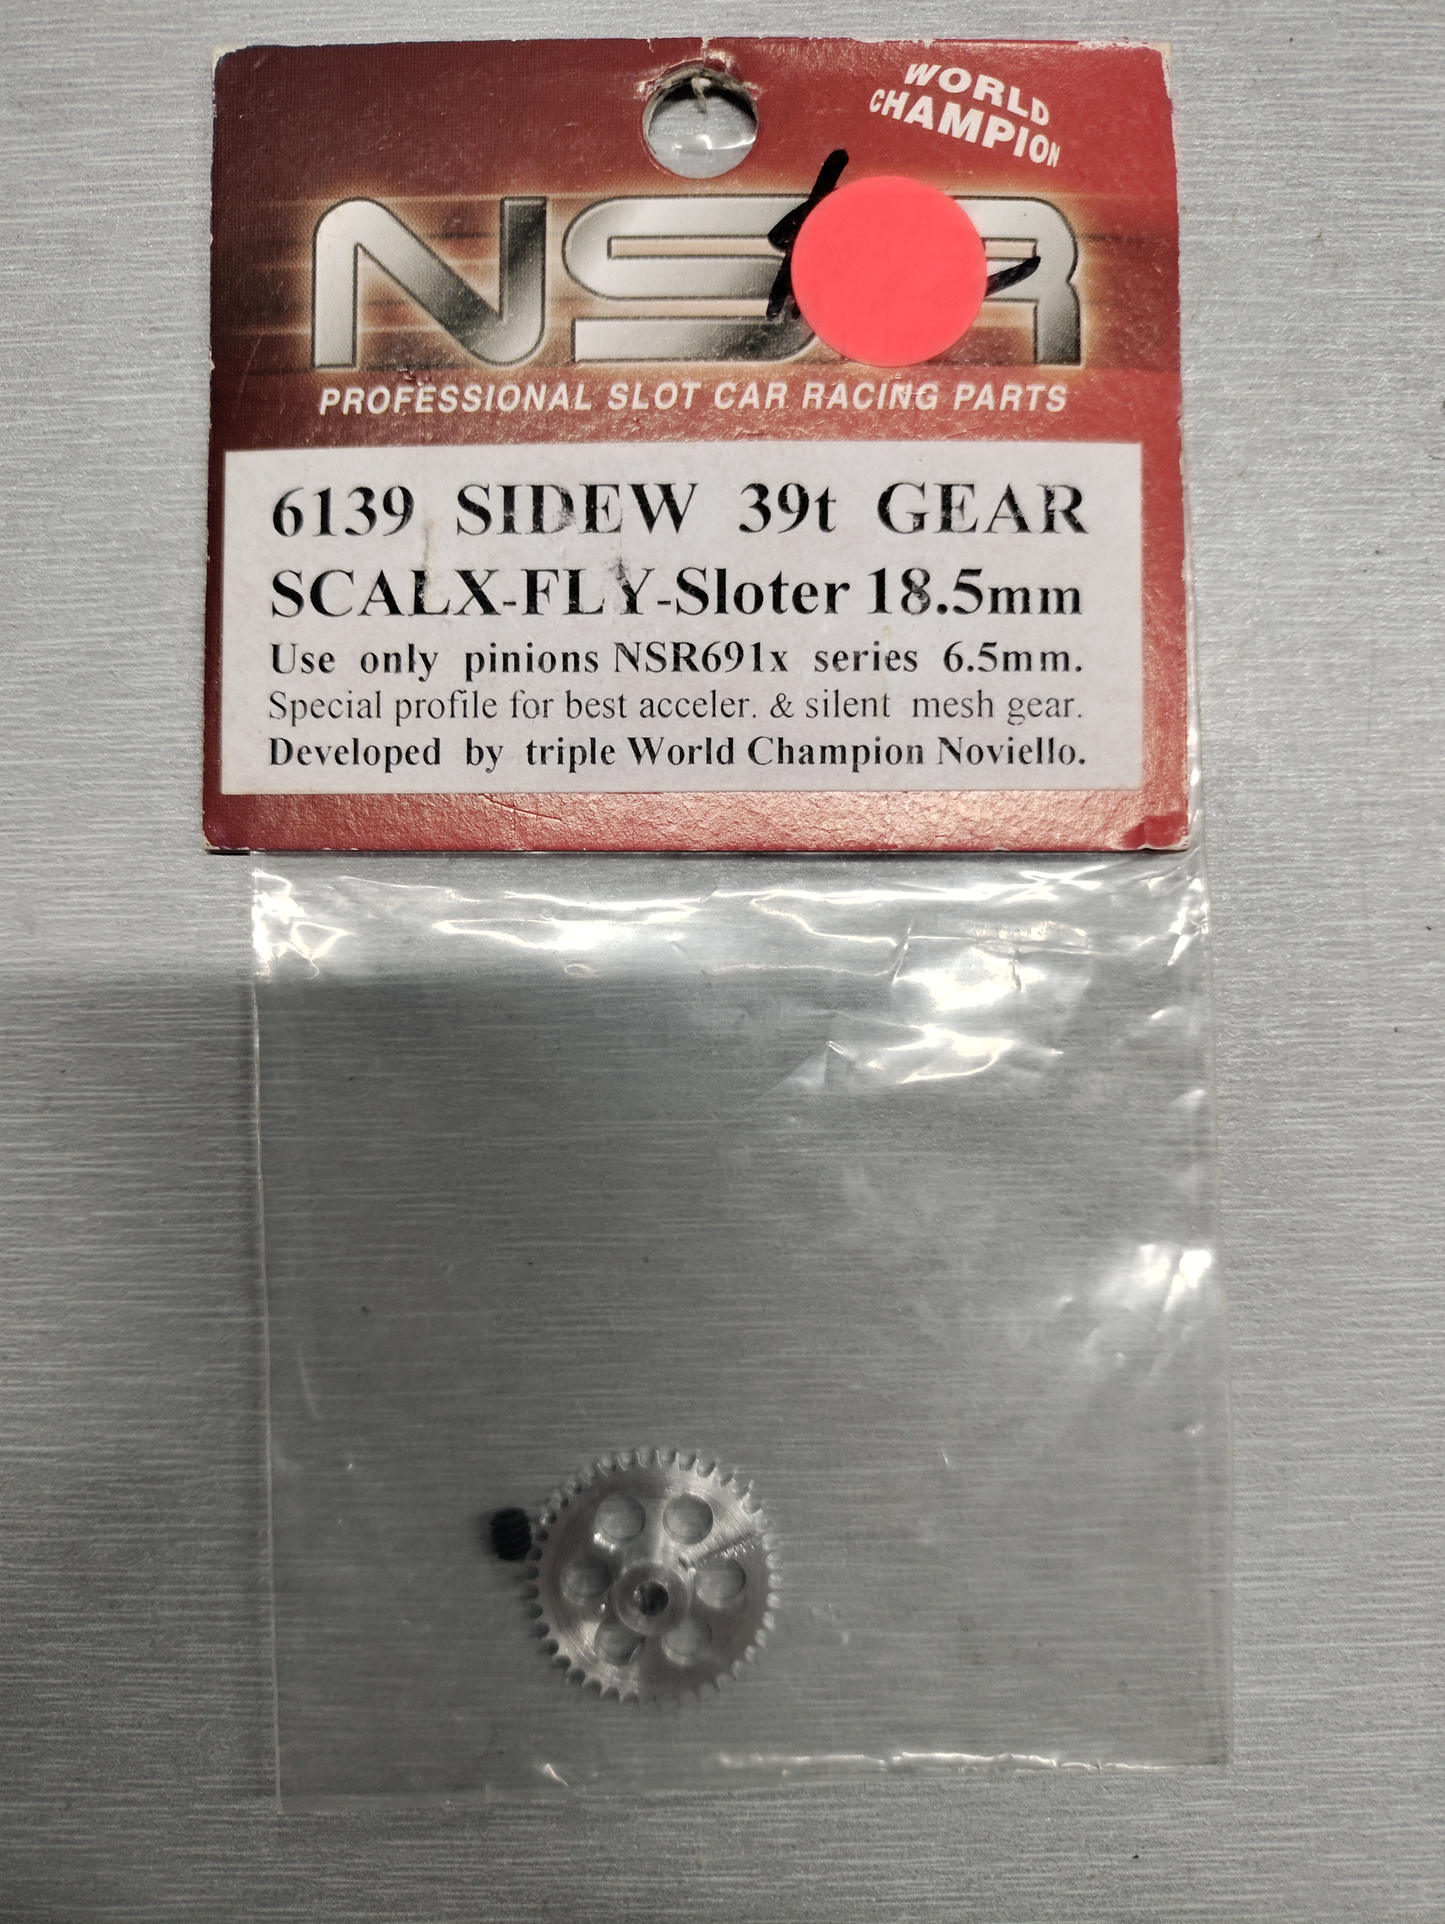 WORLD
CHAMPION
NSR
PROFESSIONAL SLOT CAR RACING PARTS
6139 SIDEW 39t GEAR
SCALX-FLY-Sloter 18.5mm
Use only pinions NSR691x series 6.5mm.
Special profile for best acceler. & silent mesh gear.
Developed by triple World Champion Noviello.